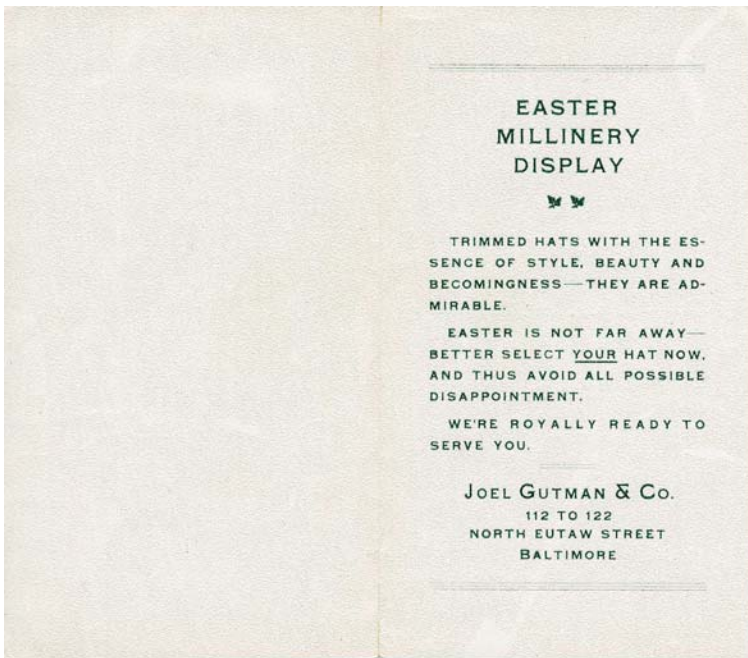 EASTER
MILLINERY
DISPLAY
TRIMMED HATS WITH THE ES-
SENCE OF STYLE, BEAUTY AND
BECOMINGNESS—THEY ARE AD-
MIRABLE.
EASTER IS NOT FAR AWAY—
BETTER SELECT YOUR HAT NOW,
AND THUS AVOID ALL POSSIBLE
DISAPPOINTMENT.
WE'RE ROYALLY READY TO
SERVE YOU.
JOEL GUTMAN & CO.
112 TO 122
NORTH EUTAW STREET
BALTIMORE